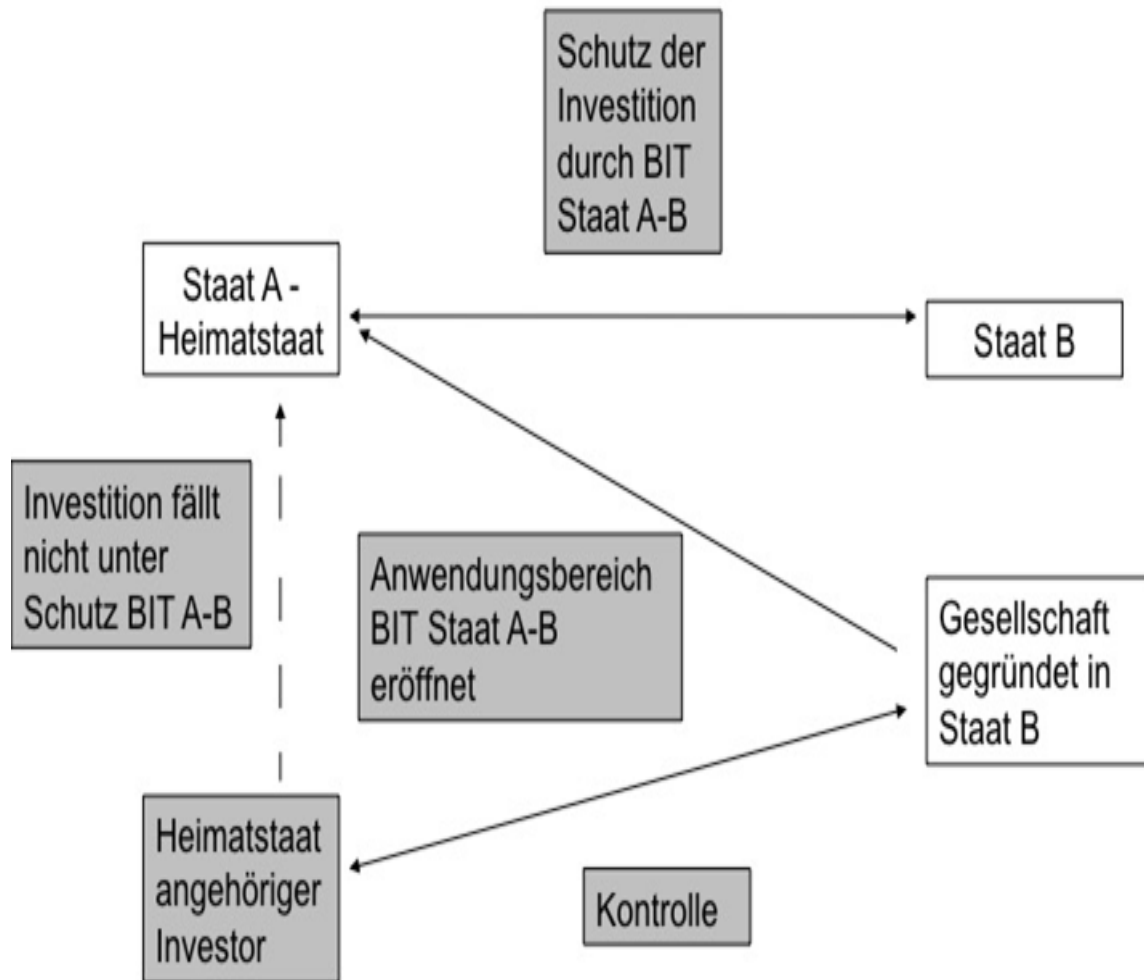 Schutz der
Investition
durch BIT
Staat A-B
Staat A -
Heimatstaat
Staat B
Investition fällt
nicht unter
Schutz BIT A-B
Anwendungsbereich
BIT Staat A-B
eröffnet
Gesellschaft
gegründet in
Staat B
Heimatstaat
angehöriger
Investor
Kontrolle